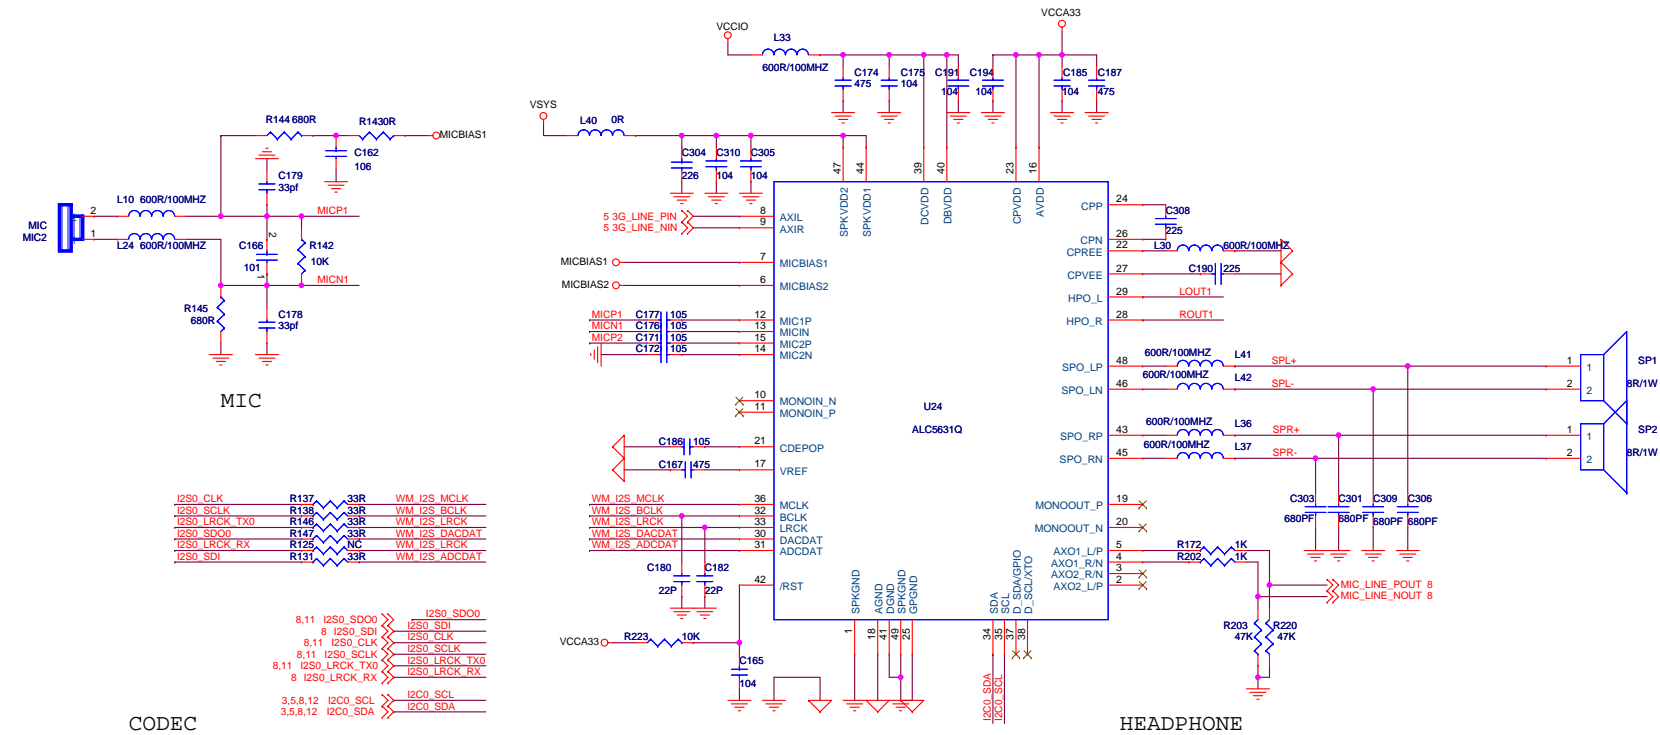 VCCIO
VCCA33
L33
600R/100MHZ
C174
475
C175
104
C191
104
C194
104
C185
104
C187
475
VSYS
L40 0R
C304
226
C310
104
C305
104
R144 680R
R143 0R
MICBIAS1
C162
106
C179
33pf
L10 600R/100MHZ
MICP1
MIC
MIC2
2
1
L24 600R/100MHZ
C166
101
2
1
R142
10K
MICN1
R145
680R
C178
33pf
MIC
47
44
39
40
23
16
SPKVDD2
SPKVDD1
DCVDD
DBVDD
CPVDD
AVDD
5 3G_LINE_PIN
8
AXIL
5 3G_LINE_NIN
9
AXIR
MICBIAS1
7
MICBIAS1
MICBIAS2
6
MICBIAS2
MICP1
C177 105
12
MIC1P
MICN1
C176 105
13
MICIN
MICP2
C171 105
15
MIC2P
C172 105
14
MIC2N
10
MONOIN_N
11
MONOIN_P
C186 105
21
CDEPOP
C167 475
17
VREF
WM_I2S_MCLK
36
MCLK
WM_I2S_BCLK
32
BCLK
WM_I2S_LRCK
33
LRCK
WM_I2S_DACDAT
30
DACDAT
WM_I2S_ADCDAT
31
ADCDAT
C180
22P
C182
22P
42
/RST
VCCA33
R223
10K
C165
104
U24
ALC5631Q
CPP
24
C308
225
CPN
26
CPREE
22
L30
600R/100MHZ
CPVEE
27
C190 225
HPO_L
29
LOUT1
HPO_R
28
ROUT1
SPO_LP
48
600R/100MHZ
L41
SPL+
SPO_LN
46
600R/100MHZ
L42
SPL-
SPO_RP
43
600R/100MHZ
L36
SPR+
SPO_RN
45
600R/100MHZ
L37
SPR-
1
2
1
2
SP1
8R/1W
1
2
1
2
SP2
8R/1W
C303
680PF
C301
680PF
C309
680PF
C306
680PF
MONOOUT_P
19
MONOOUT_N
20
AXO1_L/P
5
R172 1K
AXO1_R/N
4
R202 1K
AXO2_R/N
3
AXO2_L/P
2
MIC_LINE_POUT 8
MIC_LINE_NOUT 8
R203
47K
R220
47K
SPKGND
AGND
DGND
SPKGND
GPGND
SDA
SCL
D_SDA/GPIO
D_SCL/XTO
1
18
41
49
25
34
35
37
38
I2C0_SDA
I2C0_SCL
I2S0_CLK
R137 33R
WM_I2S_MCLK
I2S0_SCLK
R138 33R
WM_I2S_BCLK
I2S0_LRCK_TX0
R146 33R
WM_I2S_LRCK
I2S0_SDO0
R147 33R
WM_I2S_DACDAT
I2S0_LRCK_RX
R125 NC
WM_I2S_LRCK
I2S0_SDI
R131 33R
WM_I2S_ADCDAT
8,11 I2S0_SDO0
I2S0_SDO0
8 I2S0_SDI
I2S0_SDI
8,11 I2S0_CLK
I2S0_CLK
8,11 I2S0_SCLK
I2S0_SCLK
8,11 I2S0_LRCK_TX0
I2S0_LRCK_TX0
8 I2S0_LRCK_RX
I2S0_LRCK_RX
3,5,8,12 I2C0_SCL
I2C0_SCL
3,5,8,12 I2C0_SDA
I2C0_SDA
CODEC
HEADPHONE